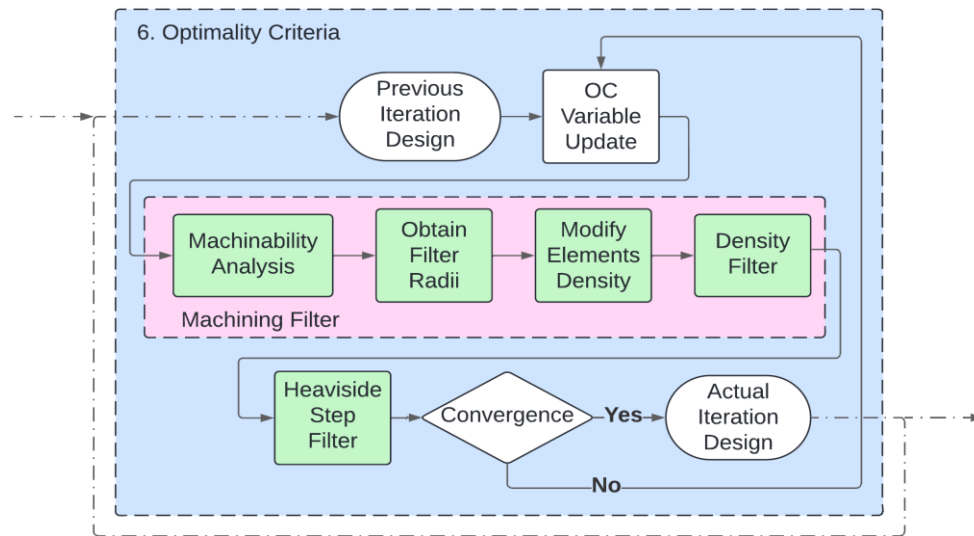 6. Optimality Criteria
Previous
Iteration
Design
OC
Variable
Update
Machinability
Analysis
Obtain
Filter
Radii
Modify
Elements
Density
Density
Filter
Machining Filter
Heaviside
Step
Filter
Convergence
Yes
Actual
Iteration
Design
No